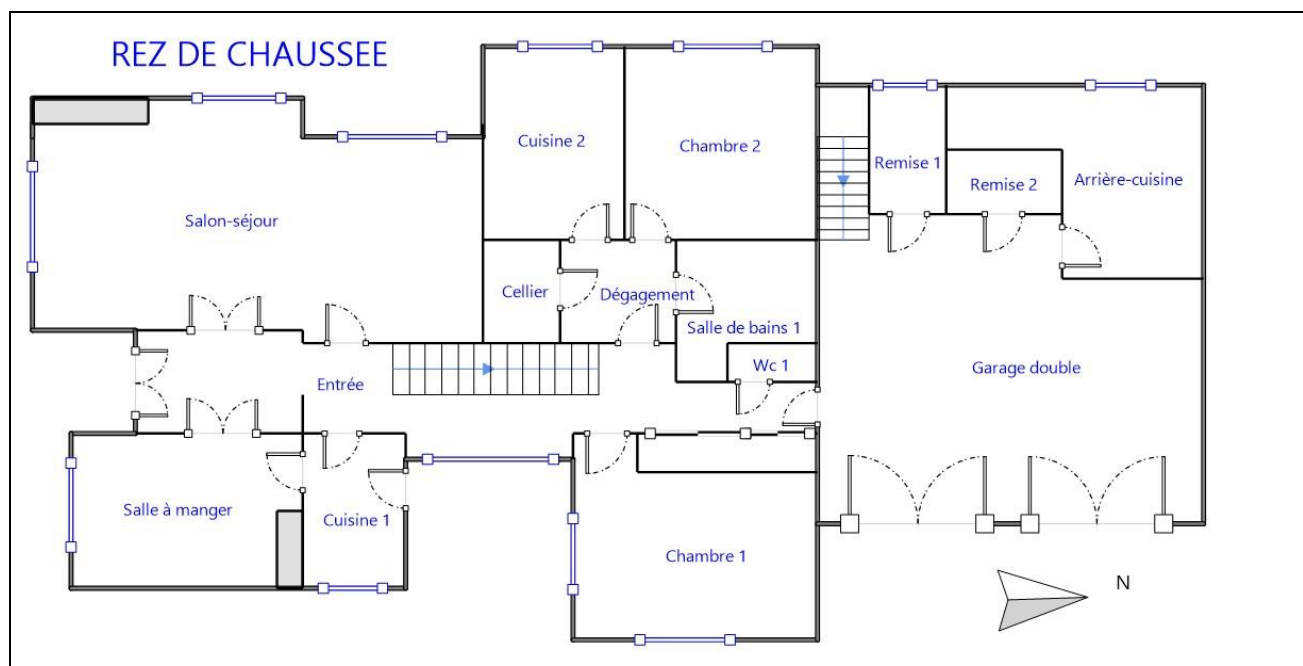 REZ DE CHAUSSEE
Cuisine 2
Chambre 2
Remise 1
Remise 2
Arrière-cuisine
Salon-séjour
Cellier
Dégagement
Salle de bains 1
Wc 1
Garage double
Entrée
Salle à manger
Cuisine 1
Chambre 1
N